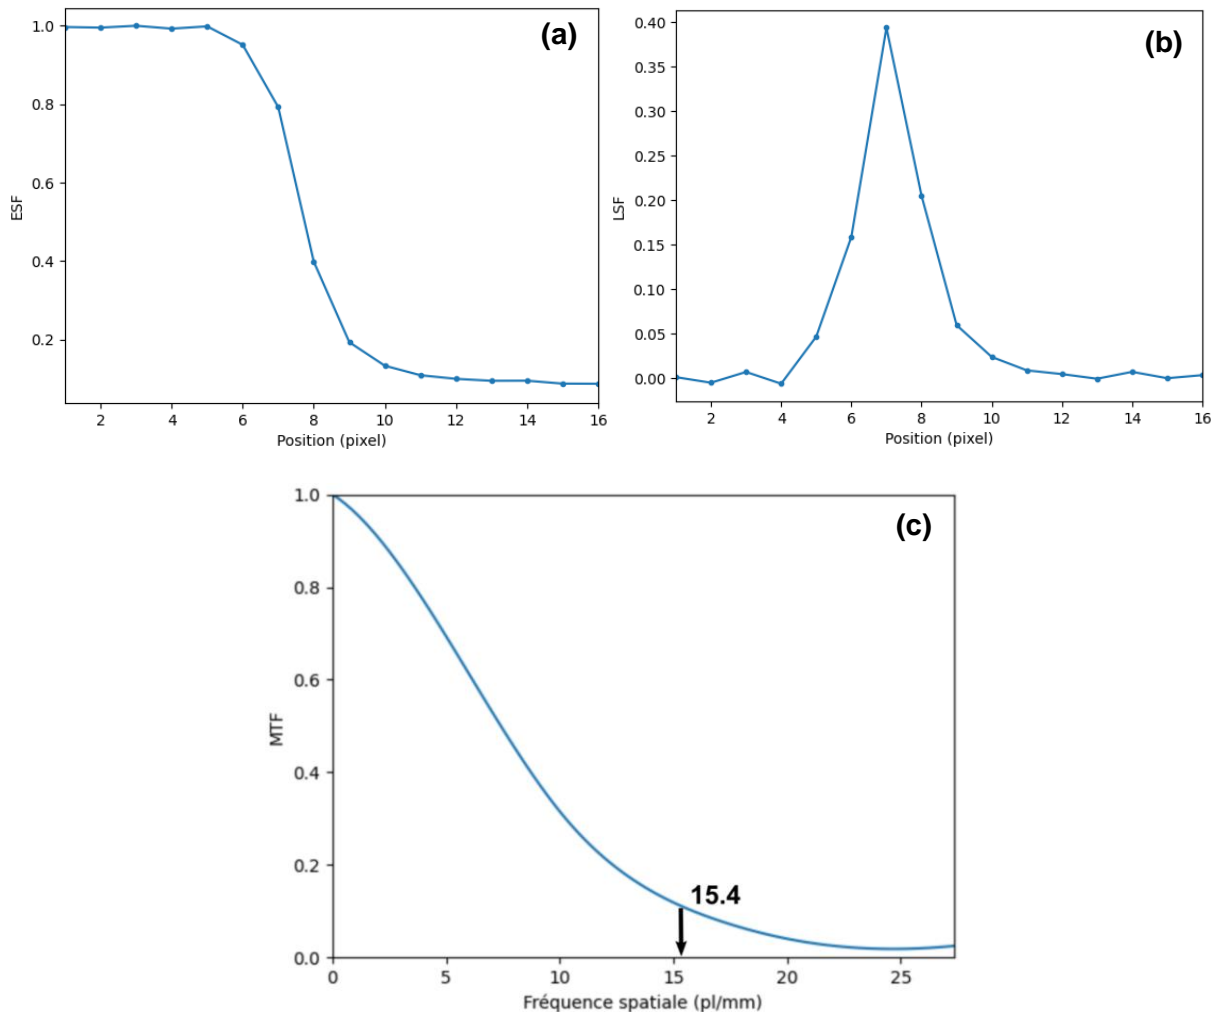 (a)
1.0
0.8
0.6
0.4
0.2
ESF
2 4 6 8 10 12 14 16
Position (pixel)
(b)
0.40
0.35
0.30
0.25
0.20
0.15
0.10
0.05
0.00
LSF
2 4 6 8 10 12 14 16
Position (pixel)
(c)
1.0
0.8
0.6
0.4
0.2
0.0
MTF
15.4
0 5 10 15 20 25
Fréquence spatiale (pl/mm)